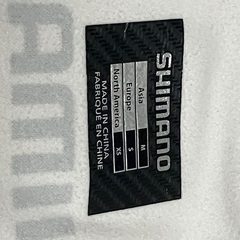 SHIMANO
Asia M
Europe S
North America XS
MADE IN CHINA
FABRIQUÉ EN CHINE